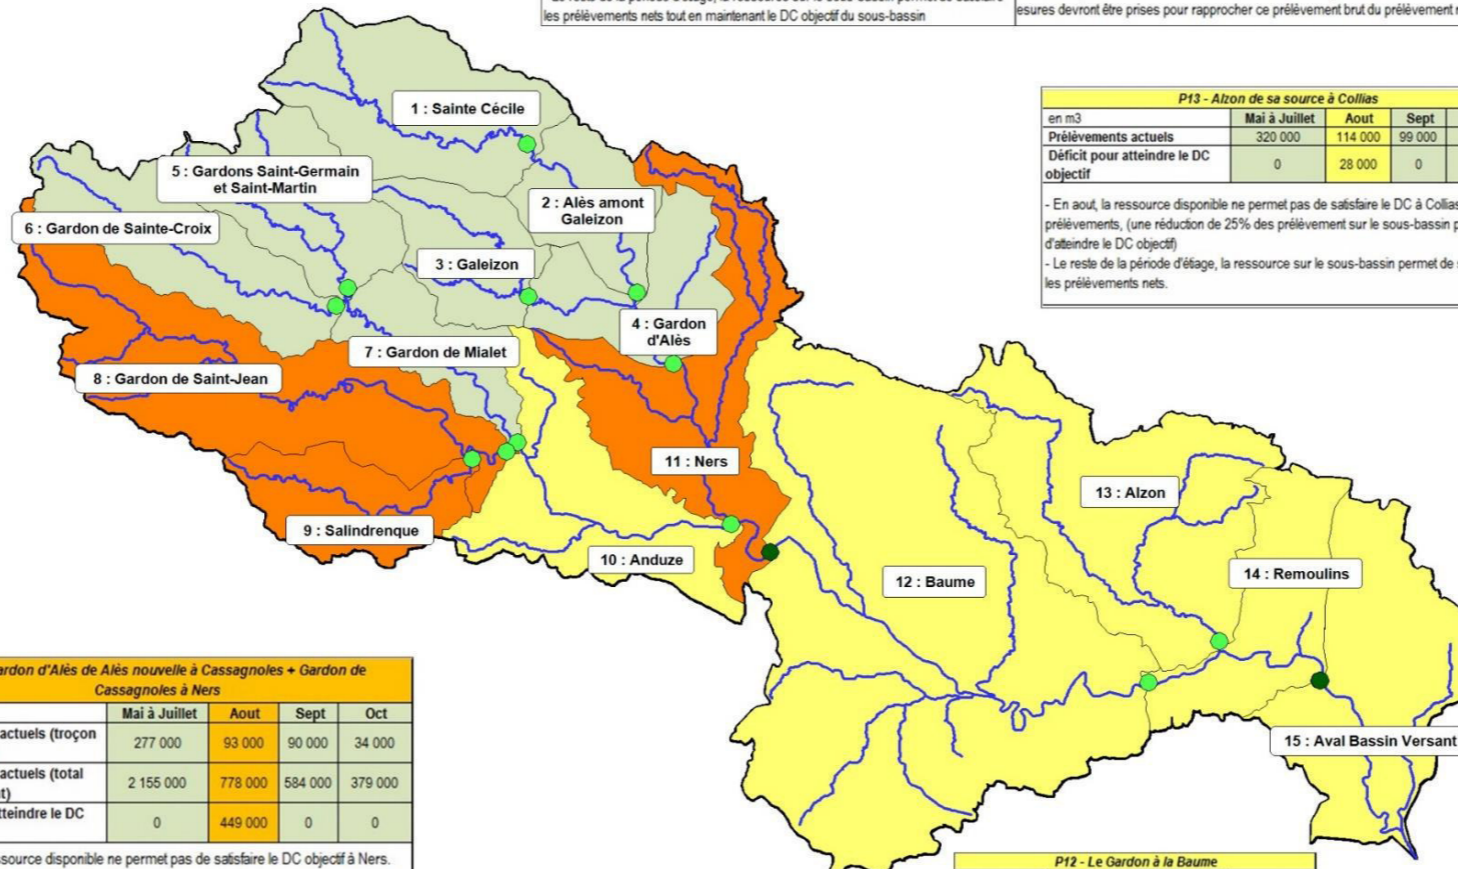 les prélèvements nets tout en maintenant le DC objectif du sous-bassin
esures devront être prises pour rapprocher ce prélèvement brut du prélèvement
P13 - Alzon de sa source à Collias
en m3 Mai à Juillet Aout Sept
Prélèvements actuels 320 000 114 000 99 000
Déficit pour atteindre le DC
objectif 0 28 000 0
- En aout, la ressource disponible ne permet pas de satisfaire le DC à Collias
prélèvements, (une réduction de 25% des prélèvement sur le sous-bassin p
d'atteindre le DC objectif)
- Le reste de la période d'étiage, la ressource sur le sous-bassin permet de
les prélèvements nets.
1 : Sainte Cécile
5 : Gardons Saint-Germain
et Saint-Martin
2 : Alès amont
Galeizon
6 : Gardon de Sainte-Croix
3 : Galeizon
4 : Gardon
d'Alès
7 : Gardon de Mialet
8 : Gardon de Saint-Jean
11 : Ners
13 : Alzon
9 : Salindrenque
10 : Anduze
12 : Baume
14 : Remoulins
15 : Aval Bassin Versant
ardon d'Alès de Alès nouvelle à Cassagnoles + Gardon de
Cassagnoles à Ners
Mai à Juillet Aout Sept Oct
actuels (troçon
277 000 93 000 90 000 34 000
actuels (total
t)
2 155 000 778 000 584 000 379 000
tteindre le DC
0 449 000 0 0
ssource disponible ne permet pas de satisfaire le DC objectif à Ners.
P12 - Le Gardon à la Baume